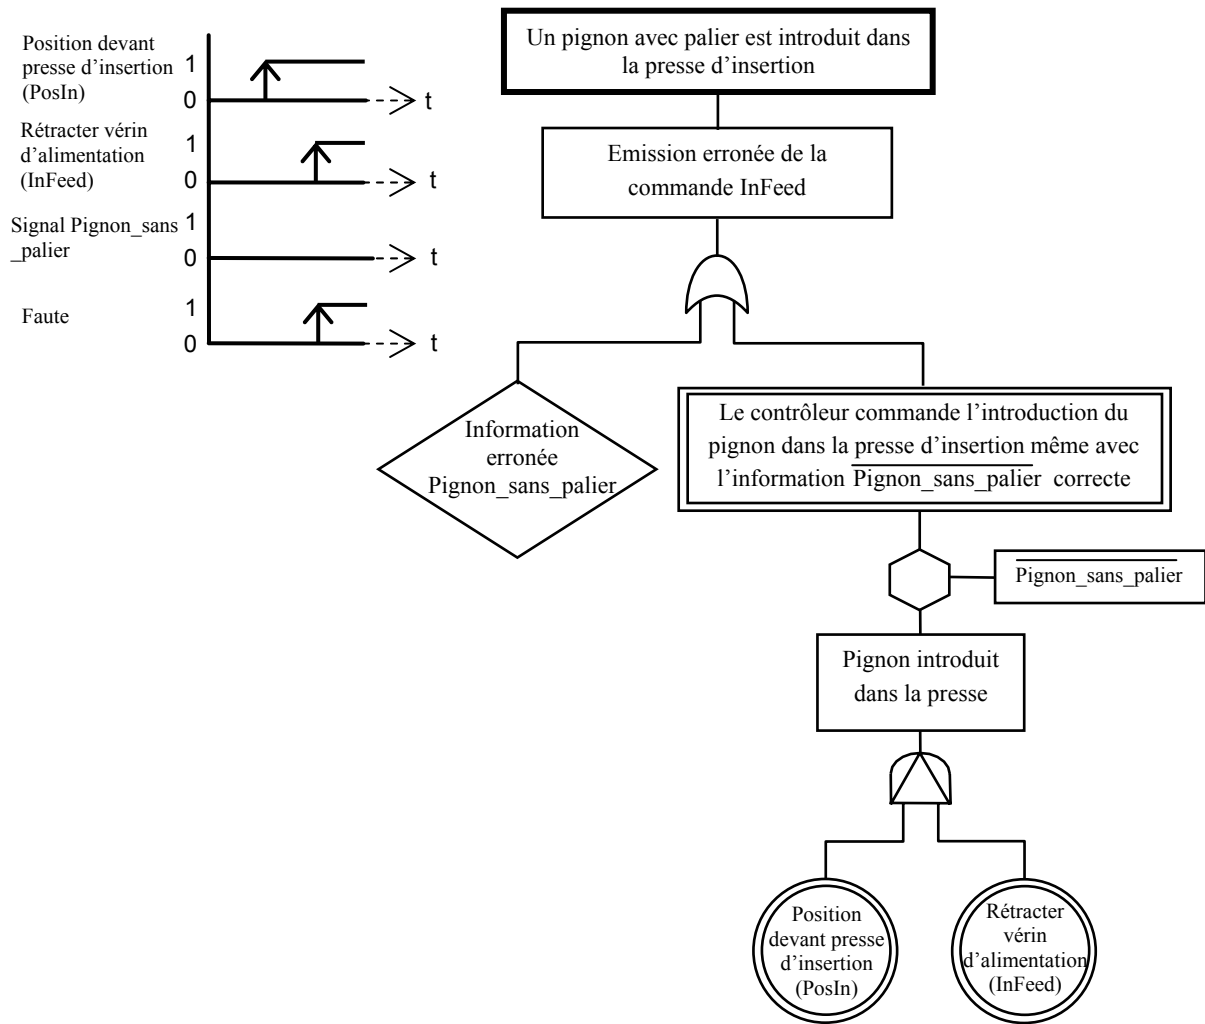 Position devant
presse d'insertion
(PosIn)
1
0
t
Rétracter vérin
d'alimentation
(InFeed)
1
0
t
Signal Pignon_sans
_palier
1
0
t
Faute
1
0
t
Un pignon avec palier est introduit dans
la presse d'insertion
Emission erronée de la
commande InFeed
Information
erronée
Pignon_sans_palier
Le contrôleur commande l'introduction du
pignon dans la presse d'insertion même avec
l'information Pignon_sans_palier correcte
Pignon_sans_palier
Pignon introduit
dans la presse
Position
devant presse
d'insertion
(PosIn)
Rétracter
vérin
d'alimentation
(InFeed)